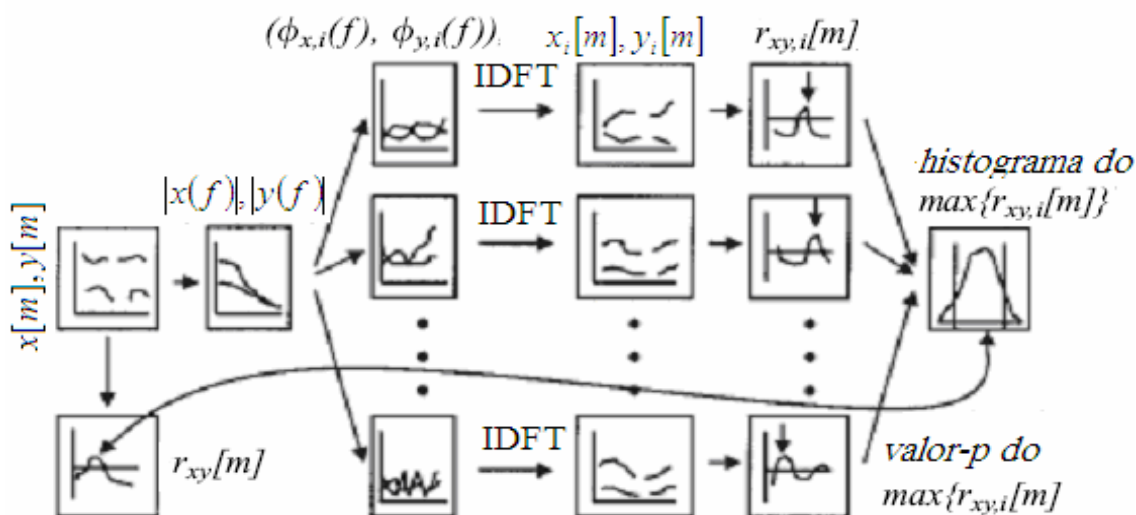 (ϕx,i(f), ϕy,i(f))
xi[m], yi[m]
rxy,i[m]
IDFT
|x(f)|, |y(f)|
histograma do
max{rxy,i[m]}
IDFT
x[m], y[m]
rxy[m]
IDFT
valor-p do
max{rxy,i[m]